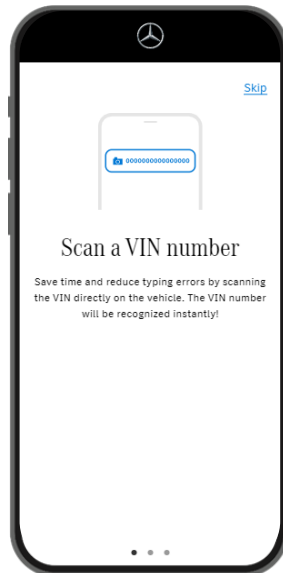 Skip
0000000000000000
Scan a VIN number
Save time and reduce typing errors by scanning
the VIN directly on the vehicle. The VIN number
will be recognized instantly!